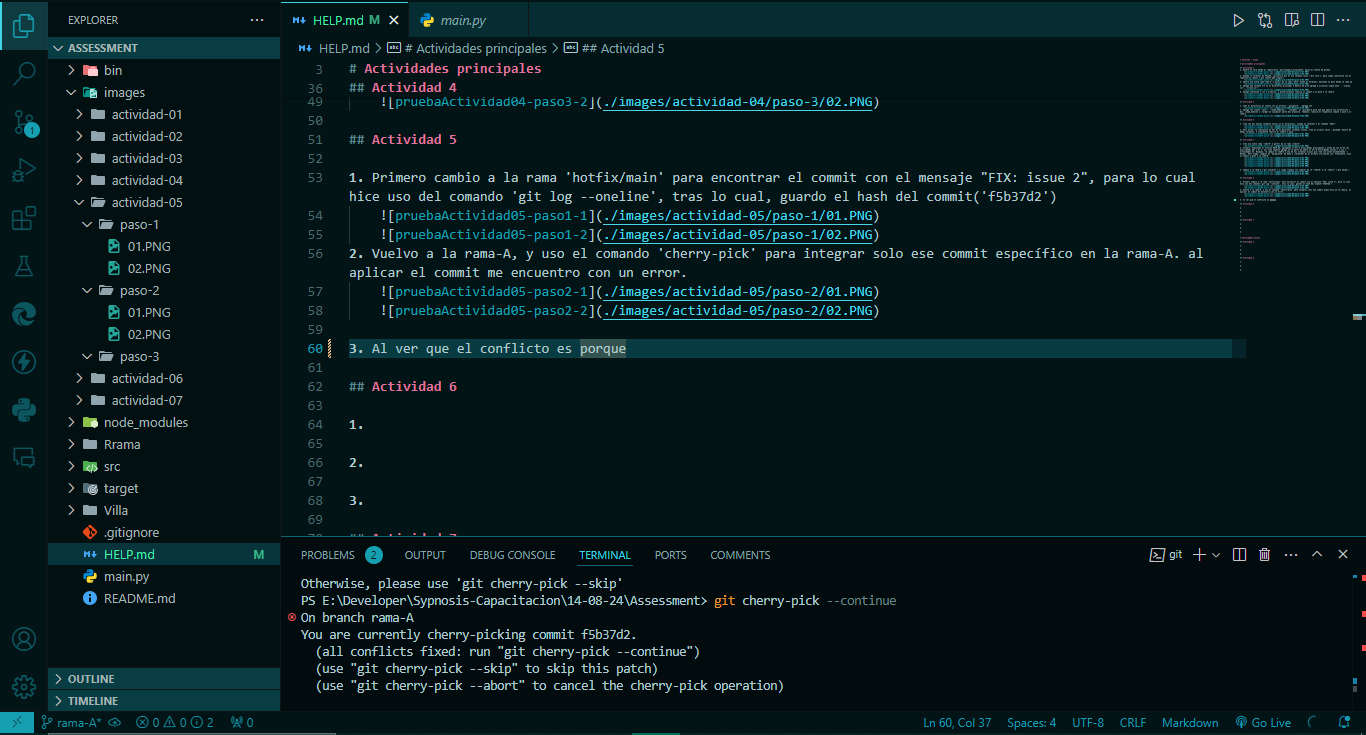 EXPLORER
ASSESSMENT
bin
images
actividad-01
actividad-02
actividad-03
actividad-04
actividad-05
paso-1
01.PNG
02.PNG
paso-2
01.PNG
02.PNG
paso-3
actividad-06
actividad-07
node_modules
Rrama
src
target
Villa
.gitignore
HELP.md M
main.py
README.md
OUTLINE
TIMELINE
HELP.md M
main.py
HELP.md > # Actividades principales > ## Actividad 5
3 # Actividades principales
36 ## Actividad 4
49 ![pruebaActividad04-paso3-2](./images/actividad-04/paso-3/02.PNG)
50
51 ## Actividad 5
52
53 1. Primero cambio a la rama 'hotfix/main' para encontrar el commit con el mensaje "FIX: issue 2", para lo cual
hice uso del comando 'git log --oneline', tras lo cual, guardo el hash del commit('f5b37d2')
54 ![pruebaActividad05-paso1-1](./images/actividad-05/paso-1/01.PNG)
55 ![pruebaActividad05-paso1-2](./images/actividad-05/paso-1/02.PNG)
56 2. Vuelvo a la rama-A, y uso el comando 'cherry-pick' para integrar solo ese commit específico en la rama-A. al
aplicar el commit me encuentro con un error.
57 ![pruebaActividad05-paso2-1](./images/actividad-05/paso-2/01.PNG)
58 ![pruebaActividad05-paso2-2](./images/actividad-05/paso-2/02.PNG)
59
60 3. Al ver que el conflicto es porque
61
62 ## Actividad 6
63
64 1.
65
66 2.
67
68 3.
69
PROBLEMS 2 OUTPUT DEBUG CONSOLE TERMINAL PORTS COMMENTS
git
Otherwise, please use 'git cherry-pick --skip'
PS E:\Developer\Sypnosis-Capacitacion\14-08-24\Assessment> git cherry-pick --continue
On branch rama-A
You are currently cherry-picking commit f5b37d2.
(all conflicts fixed: run "git cherry-pick --continue")
(use "git cherry-pick --skip" to skip this patch)
(use "git cherry-pick --abort" to cancel the cherry-pick operation)
rama-A* 0 0 2 0
Ln 60, Col 37 Spaces: 4 UTF-8 CRLF Markdown Go Live